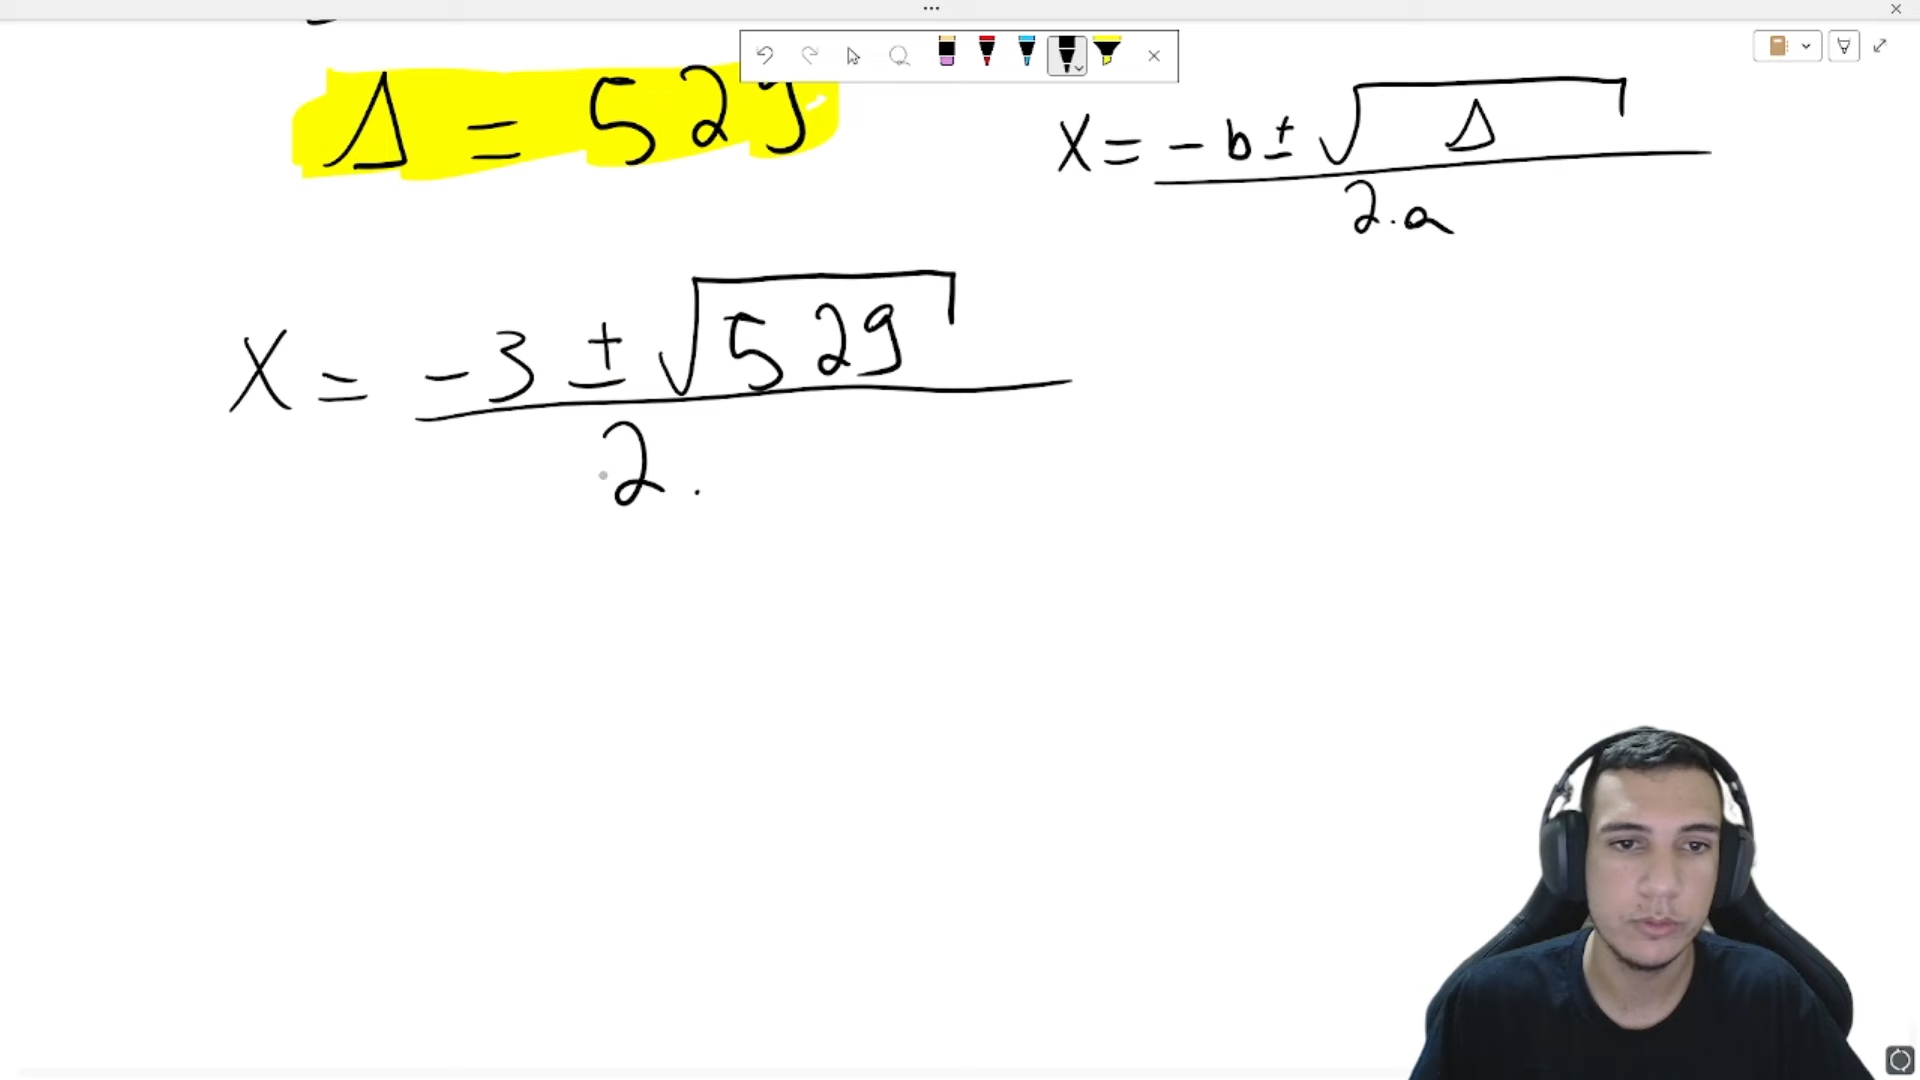 Δ = 529
X = -b ± √Δ
2.a
X = -3 ± √529
2.